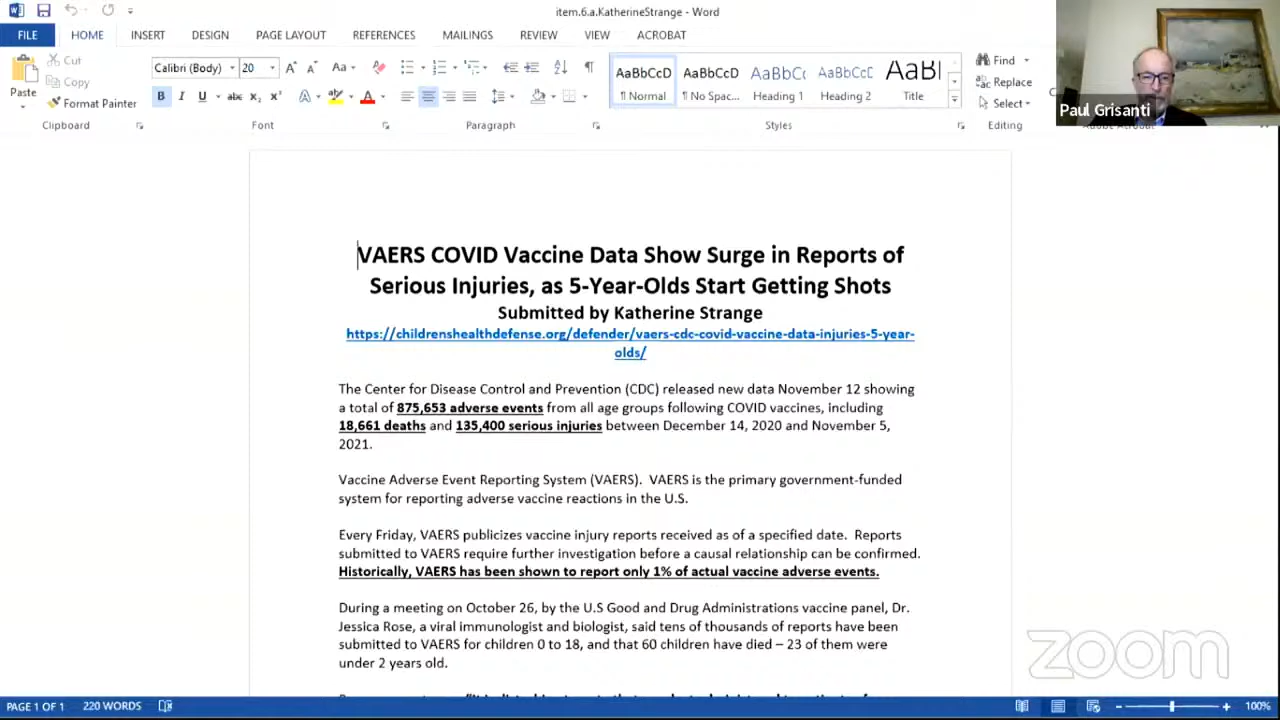 item.6.a.KatherineStrange - Word
FILE
HOME
INSERT
DESIGN
PAGE LAYOUT
REFERENCES
MAILINGS
REVIEW
VIEW
ACROBAT
Paste
Cut
Copy
Format Painter
Clipboard
Calibri (Body)
20
Font
Paragraph
AaBbCcD
¶ Normal
AaBbCcD
¶ No Spac...
AaBbCc
Heading 1
AaBbCcD
Heading 2
AaBl
Title
Styles
Find
Replace
Select
Editing
Paul Grisanti
VAERS COVID Vaccine Data Show Surge in Reports of
Serious Injuries, as 5-Year-Olds Start Getting Shots
Submitted by Katherine Strange
https://childrenshealthdefense.org/defender/vaers-cdc-covid-vaccine-data-injuries-5-year-
olds/
The Center for Disease Control and Prevention (CDC) released new data November 12 showing
a total of 875,653 adverse events from all age groups following COVID vaccines, including
18,661 deaths and 135,400 serious injuries between December 14, 2020 and November 5,
2021.
Vaccine Adverse Event Reporting System (VAERS). VAERS is the primary government-funded
system for reporting adverse vaccine reactions in the U.S.
Every Friday, VAERS publicizes vaccine injury reports received as of a specified date. Reports
submitted to VAERS require further investigation before a causal relationship can be confirmed.
Historically, VAERS has been shown to report only 1% of actual vaccine adverse events.
During a meeting on October 26, by the U.S Good and Drug Administrations vaccine panel, Dr.
Jessica Rose, a viral immunologist and biologist, said tens of thousands of reports have been
submitted to VAERS for children 0 to 18, and that 60 children have died – 23 of them were
under 2 years old.
zoom
PAGE 1 OF 1
220 WORDS
100%